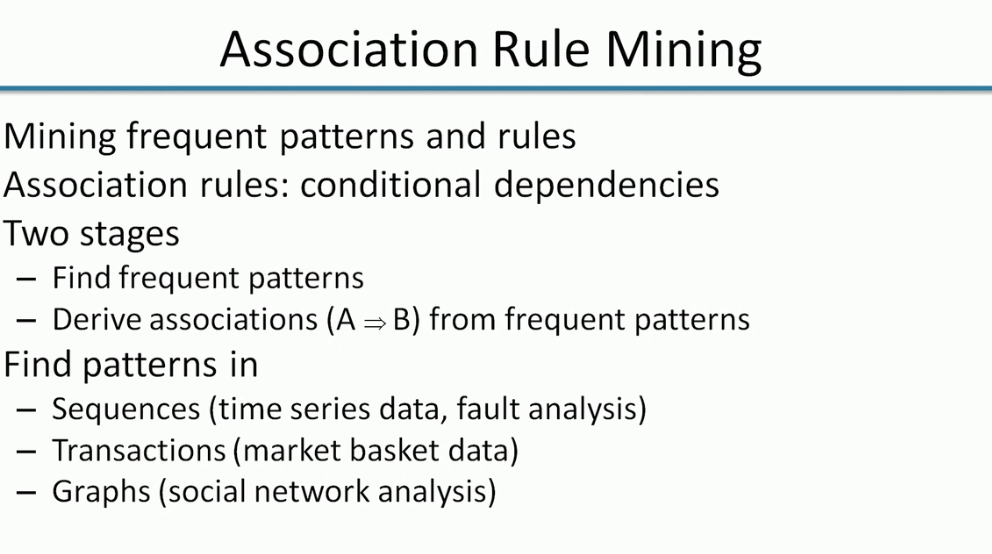 Association Rule Mining
Mining frequent patterns and rules
Association rules: conditional dependencies
Two stages
– Find frequent patterns
– Derive associations (A ⇒ B) from frequent patterns
Find patterns in
– Sequences (time series data, fault analysis)
– Transactions (market basket data)
– Graphs (social network analysis)